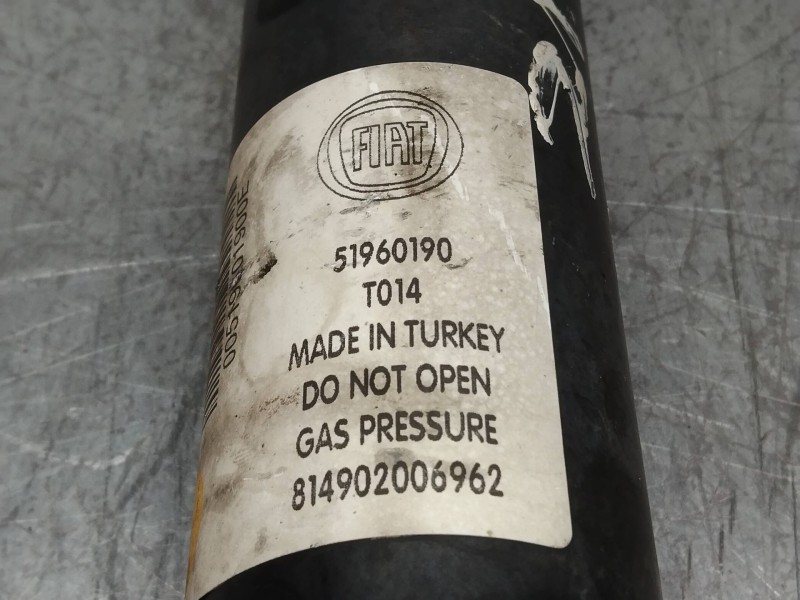 FIAT
51960190
T014
MADE IN TURKEY
DO NOT OPEN
GAS PRESSURE
814902006962